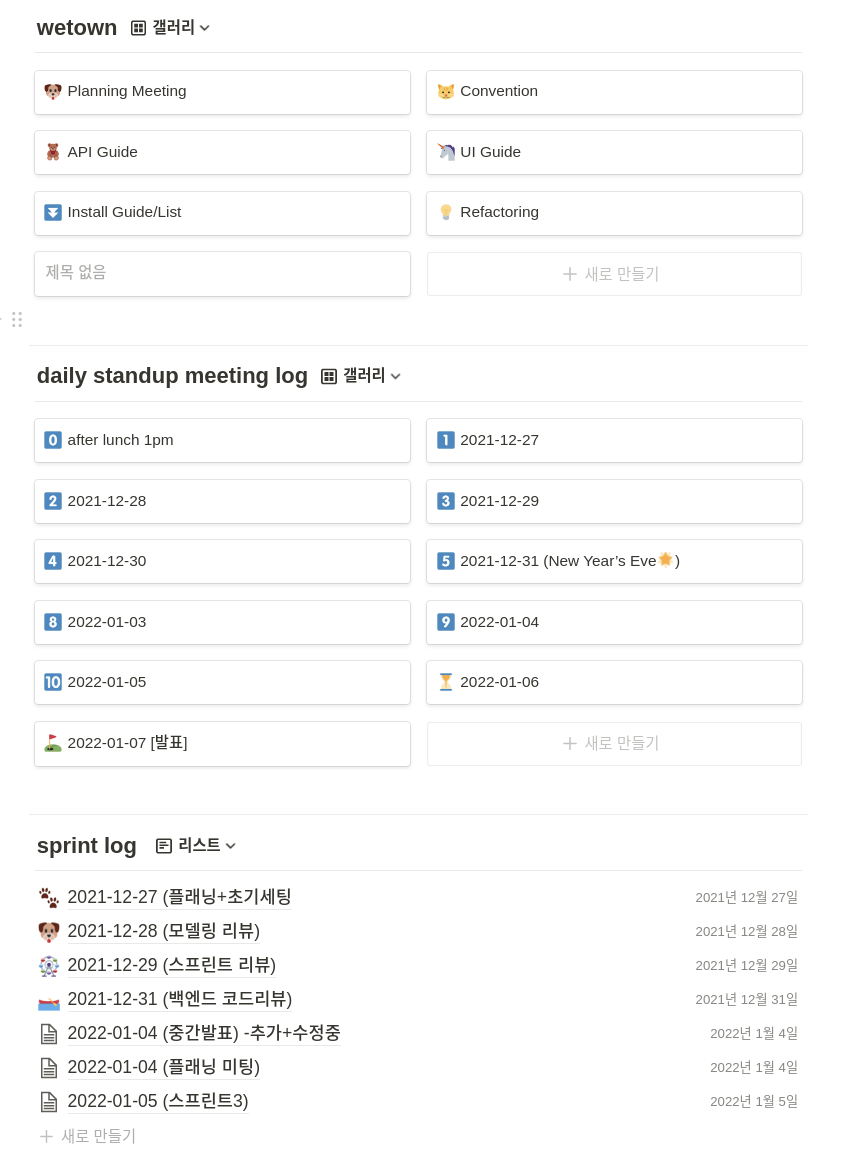 wetown 갤러리
Planning Meeting
Convention
API Guide
UI Guide
Install Guide/List
Refactoring
제목 없음
+ 새로 만들기
daily standup meeting log 갤러리
0 after lunch 1pm
1 2021-12-27
2 2021-12-28
3 2021-12-29
4 2021-12-30
5 2021-12-31 (New Year’s Eve🌟)
8 2022-01-03
9 2022-01-04
10 2022-01-05
2022-01-06
2022-01-07 [발표]
+ 새로 만들기
sprint log 리스트
2021-12-27 (플래닝+초기세팅 2021년 12월 27일
2021-12-28 (모델링 리뷰) 2021년 12월 28일
2021-12-29 (스프린트 리뷰) 2021년 12월 29일
2021-12-31 (백엔드 코드리뷰) 2021년 12월 31일
2022-01-04 (중간발표) -추가+수정중 2022년 1월 4일
2022-01-04 (플래닝 미팅) 2022년 1월 4일
2022-01-05 (스프린트3) 2022년 1월 5일
+ 새로 만들기